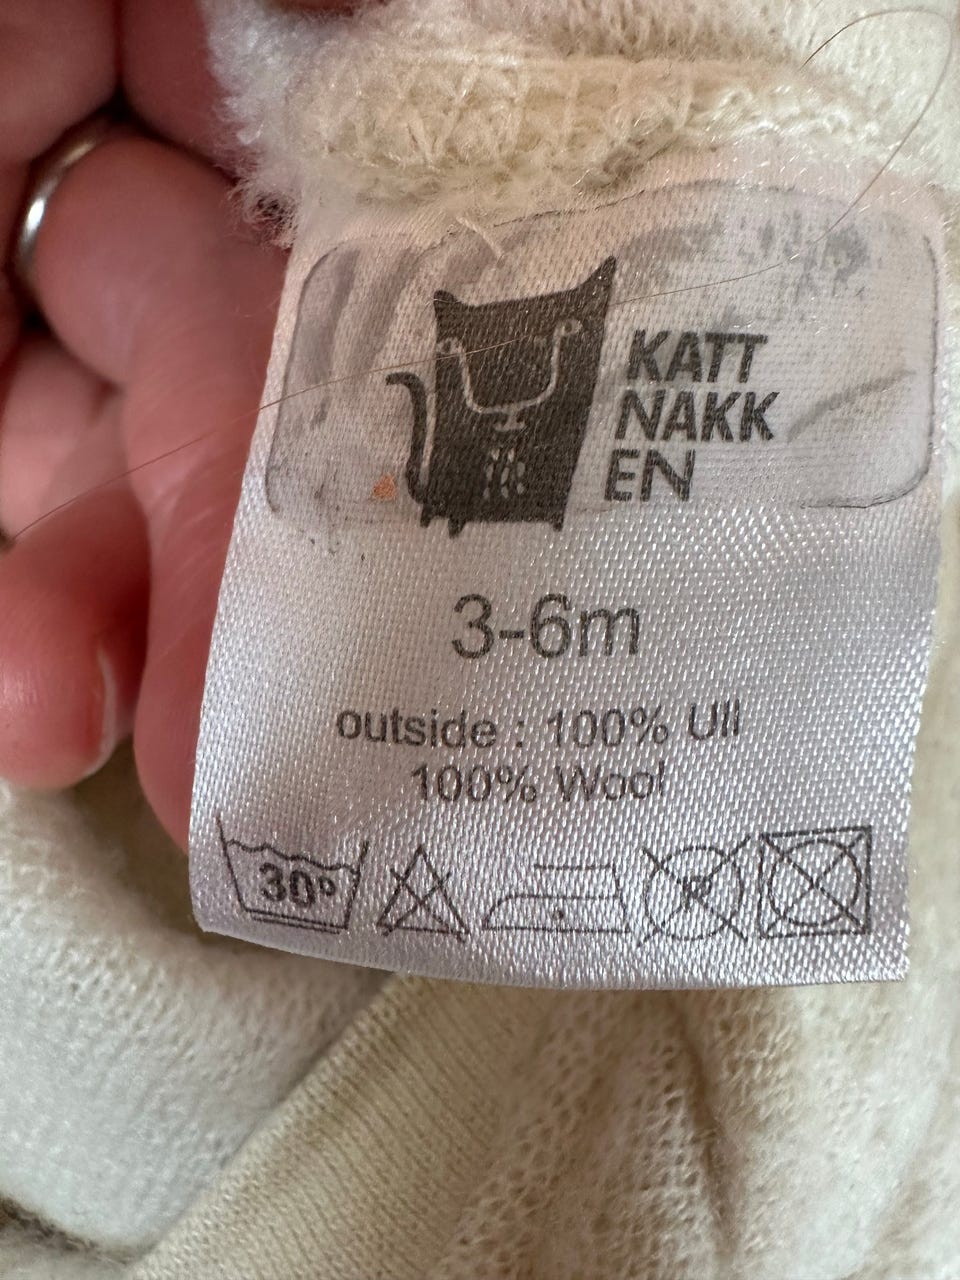 KATT
NAKK
EN
3-6m
outside : 100% Ull
100% Wool
30°